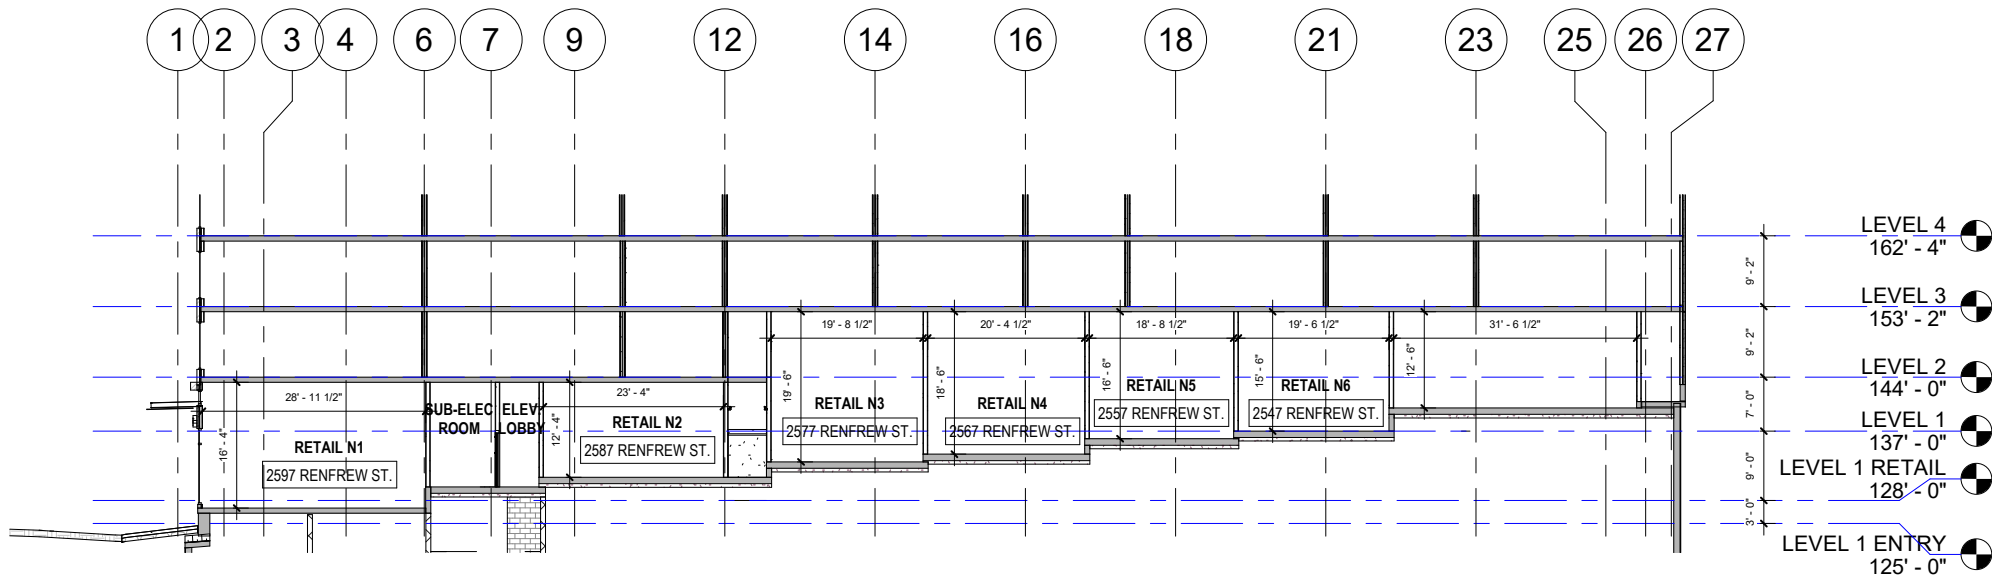 1 2 3 4 6 7 9 12 14 16 18 21 23 25 26 27
LEVEL 4
162' - 4"
9' - 2"
LEVEL 3
153' - 2"
19' - 8 1/2" 20' - 4 1/2" 18' - 8 1/2" 19' - 6 1/2" 31' - 6 1/2"
9' - 2"
19' - 6" 18' - 6" 16' - 6" 15' - 6" 12' - 6"
LEVEL 2
144' - 0"
28' - 11 1/2"
23' - 4"
7' - 0"
SUB-ELEC
ROOM
ELEV.
LOBBY
16' - 4"
12' - 4"
RETAIL N1
2597 RENFREW ST.
RETAIL N2
2587 RENFREW ST.
RETAIL N3
2577 RENFREW ST.
RETAIL N4
2567 RENFREW ST.
RETAIL N5
2557 RENFREW ST.
RETAIL N6
2547 RENFREW ST.
LEVEL 1
137' - 0"
9' - 0"
LEVEL 1 RETAIL
128' - 0"
3' - 0"
LEVEL 1 ENTRY
125' - 0"